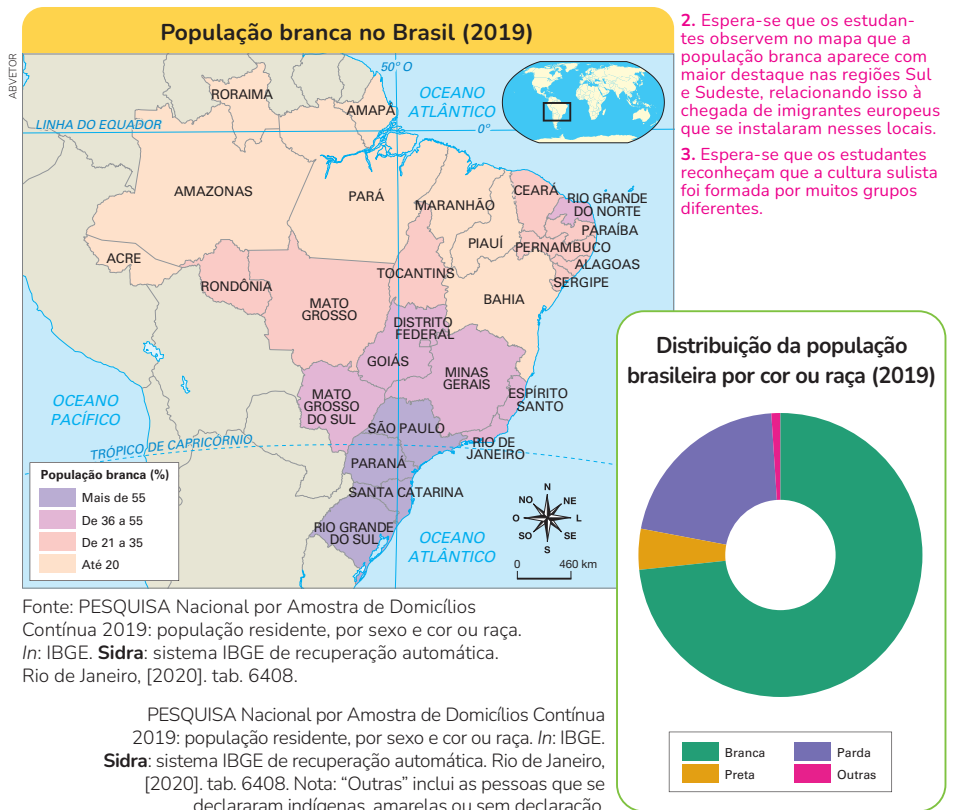 População branca no Brasil (2019)
ABVETOR
50º O
RORAIMA
AMAPÁ
OCEANO
ATLÂNTICO
LINHA DO EQUADOR
0º
AMAZONAS
PARÁ
MARANHÃO
CEARÁ
RIO GRANDE
DO NORTE
PARAÍBA
PIAUÍ
PERNAMBUCO
ACRE
ALAGOAS
TOCANTINS
SERGIPE
RONDÔNIA
BAHIA
MATO
GROSSO
DISTRITO
FEDERAL
GOIÁS
MINAS
GERAIS
MATO
GROSSO
DO SUL
ESPÍRITO
SANTO
OCEANO
PACÍFICO
SÃO PAULO
TRÓPICO DE CAPRICÓRNIO
RIO DE
JANEIRO
PARANÁ
SANTA CATARINA
RIO GRANDE
DO SUL
OCEANO
ATLÂNTICO
N
NO
NE
O
L
SO
SE
S
0
460 km
População branca (%)
Mais de 55
De 36 a 55
De 21 a 35
Até 20
Fonte: PESQUISA Nacional por Amostra de Domicílios
Contínua 2019: população residente, por sexo e cor ou raça.
In: IBGE. Sidra: sistema IBGE de recuperação automática.
Rio de Janeiro, [2020]. tab. 6408.
2. Espera-se que os estudan-
tes observem no mapa que a
população branca aparece com
maior destaque nas regiões Sul
e Sudeste, relacionando isso à
chegada de imigrantes europeus
que se instalaram nesses locais.
3. Espera-se que os estudantes
reconheçam que a cultura sulista
foi formada por muitos grupos
diferentes.
Distribuição da população
brasileira por cor ou raça (2019)
Branca
Parda
Preta
Outras
PESQUISA Nacional por Amostra de Domicílios Contínua
2019: população residente, por sexo e cor ou raça. In: IBGE.
Sidra: sistema IBGE de recuperação automática. Rio de Janeiro,
[2020]. tab. 6408. Nota: “Outras” inclui as pessoas que se
declararam indígenas, amarelas ou sem declaração.